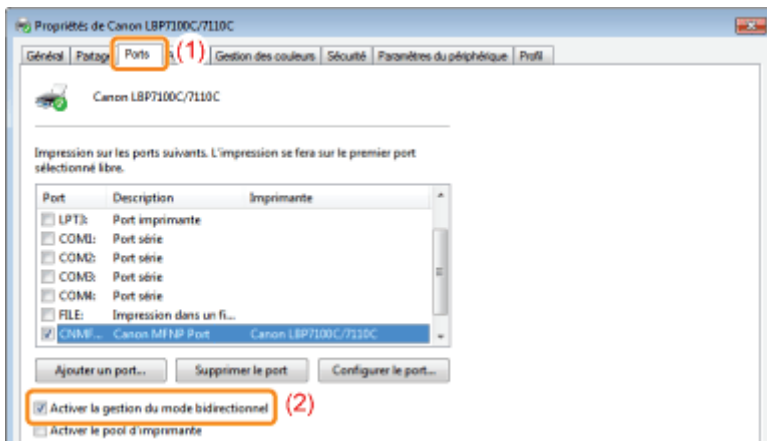 Propriétés de Canon LBP7100C/7110C
Général Partage Ports (1) Gestion des couleurs Sécurité Paramètres du périphérique Profil
Canon LBP7100C/7110C
Impression sur les ports suivants. L'impression se fera sur le premier port
sélectionné libre.
Port Description Imprimante
LPT3: Port imprimante
COM1: Port série
COM2: Port série
COM3: Port série
COM4: Port série
FILE: Impression dans un fi...
CNMF... Canon MFNP Port Canon LBP7100C/7110C
Ajouter un port... Supprimer le port Configurer le port...
Activer la gestion du mode bidirectionnel (2)
Activer le pool d'imprimante